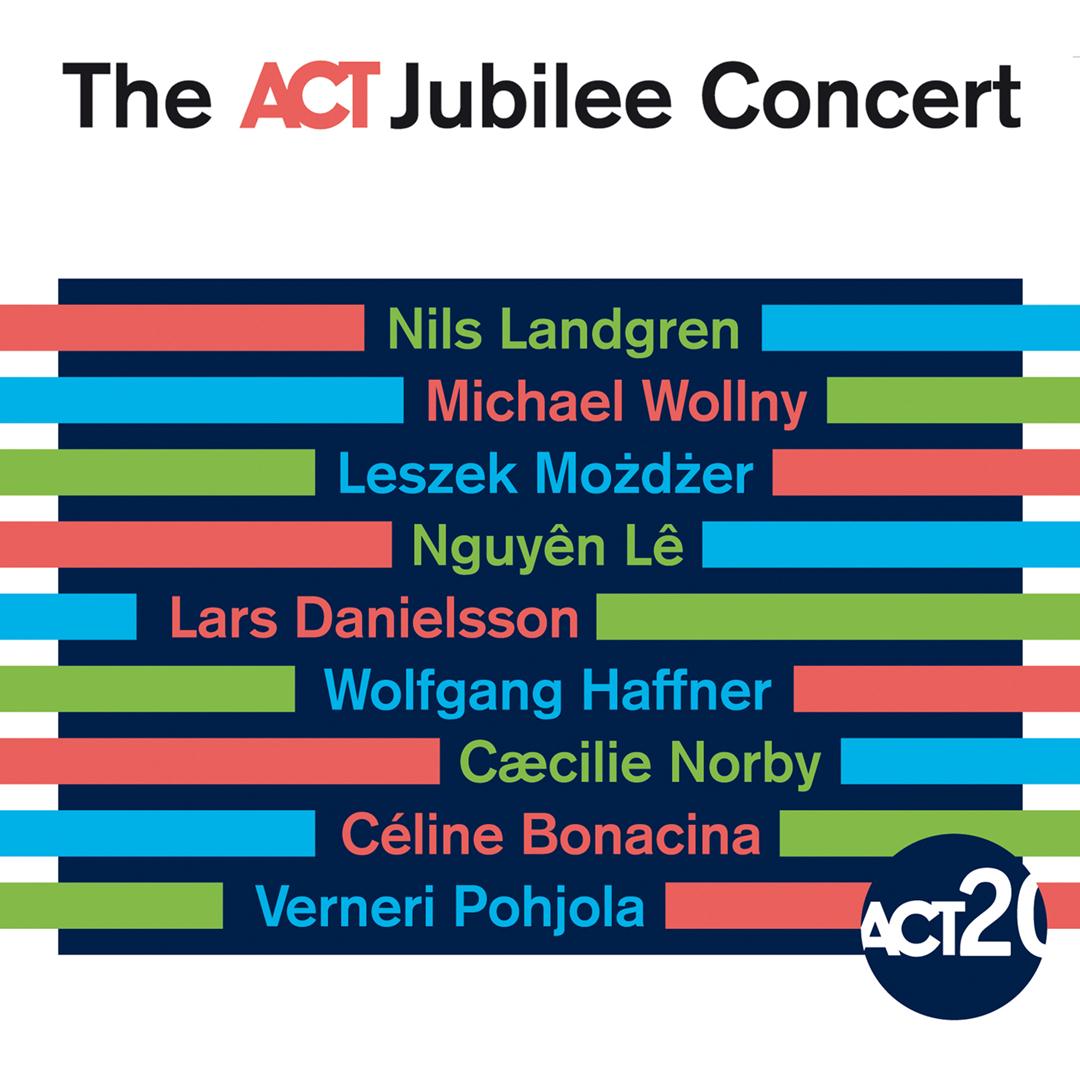 The ACT Jubilee Concert
Nils Landgren
Michael Wollny
Leszek Możdżer
Nguyên Lê
Lars Danielsson
Wolfgang Haffner
Cæcilie Norby
Céline Bonacina
Verneri Pohjola
ACT20